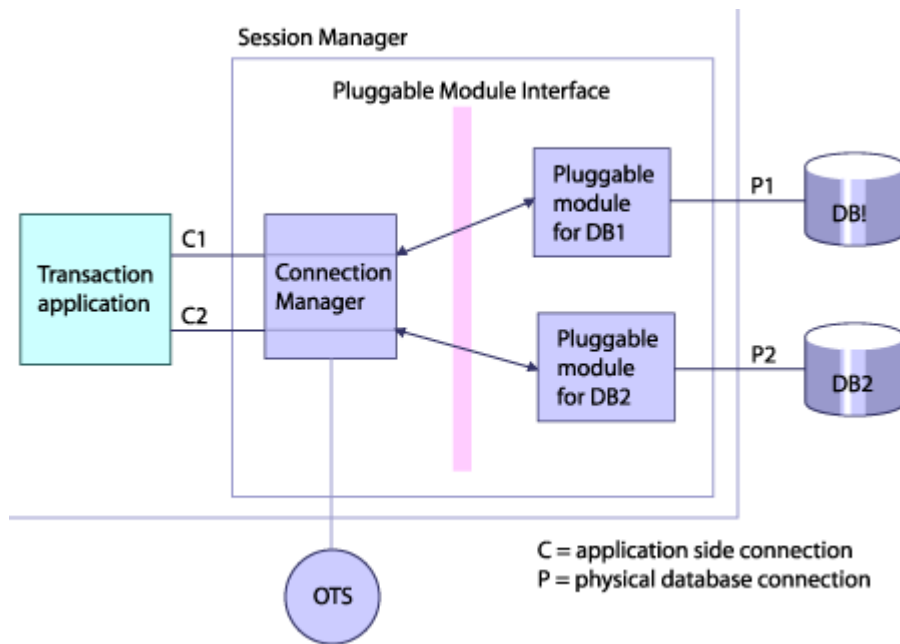 Session Manager
Pluggable Module Interface
Pluggable
module
for DB1
P1
DB!
C1
Transaction
application
Connection
Manager
C2
Pluggable
module
for DB2
P2
DB2
C = application side connection
P = physical database connection
OTS